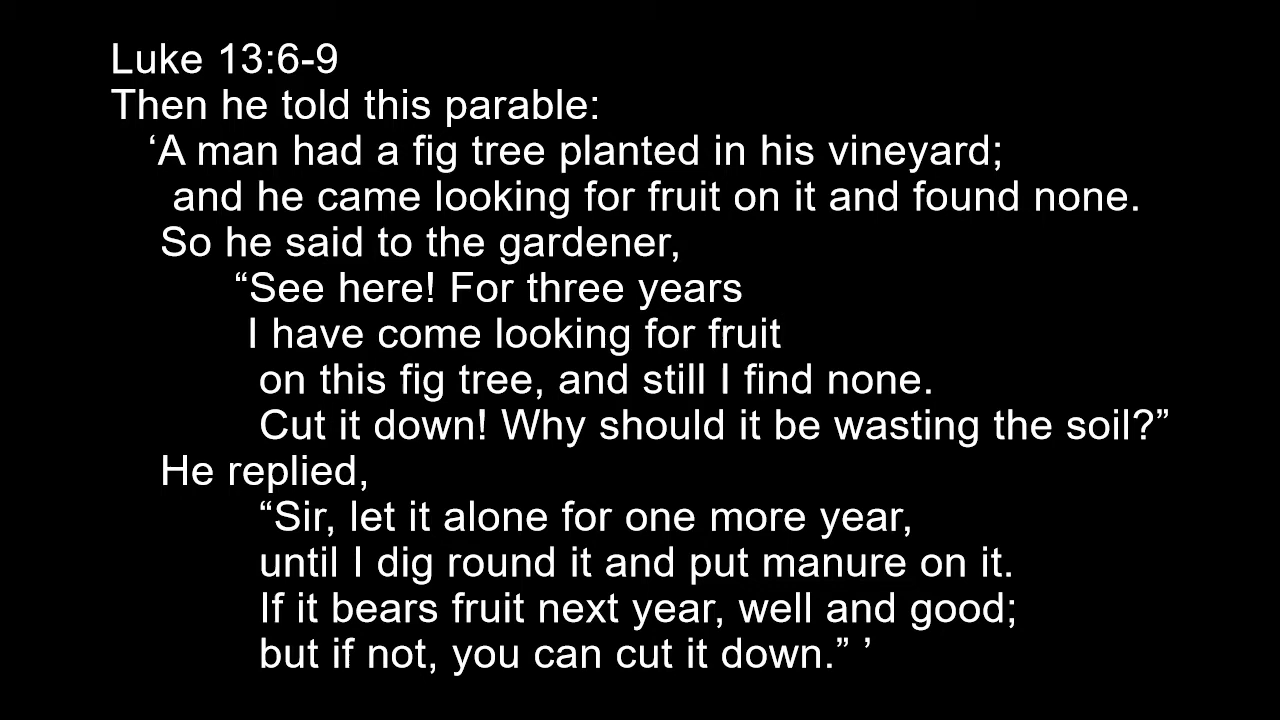 Luke 13:6-9
Then he told this parable:
‘A man had a fig tree planted in his vineyard;
and he came looking for fruit on it and found none.
So he said to the gardener,
“See here! For three years
I have come looking for fruit
on this fig tree, and still I find none.
Cut it down! Why should it be wasting the soil?”
He replied,
“Sir, let it alone for one more year,
until I dig round it and put manure on it.
If it bears fruit next year, well and good;
but if not, you can cut it down.” ’